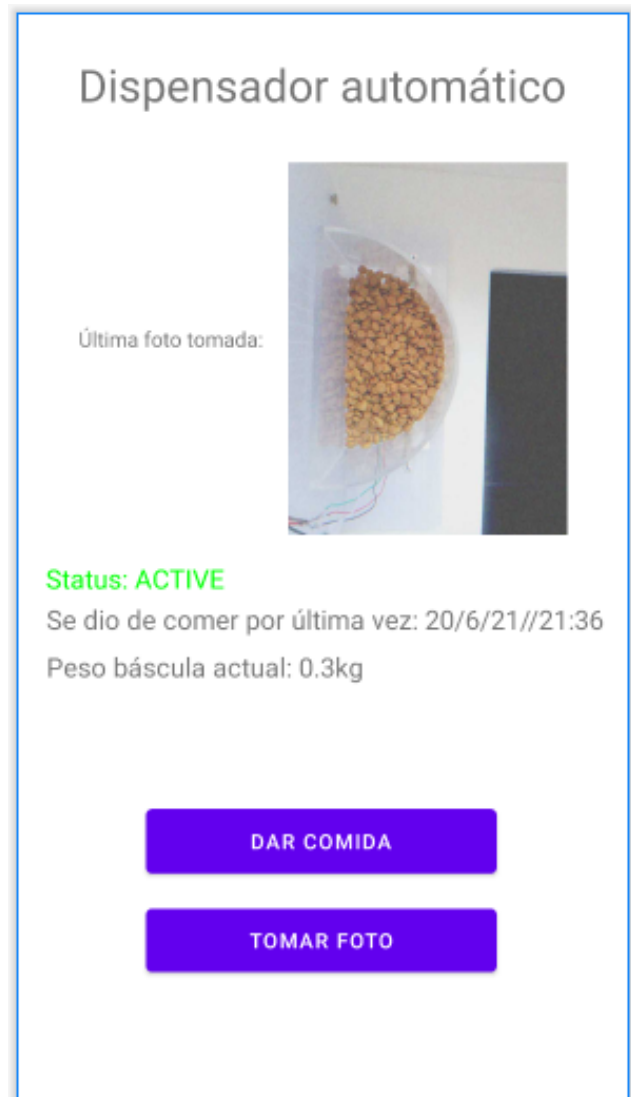 Dispensador automático
Última foto tomada:
Status: ACTIVE
Se dio de comer por última vez: 20/6/21//21:36
Peso báscula actual: 0.3kg
DAR COMIDA
TOMAR FOTO